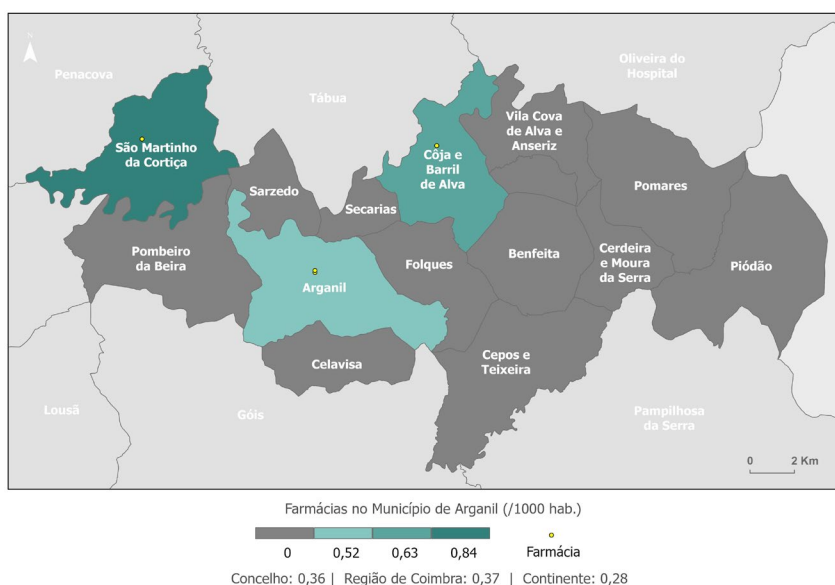 N
Oliveira do
Hospital
Penacova
Tábua
Vila Cova
de Alva e
Anseriz
São Martinho
da Cortiça
Côja e
Barril
de Alva
Sarzedo
Pomares
Secarias
Pombeiro
da Beira
Folques
Benfeita
Cerdeira
e Moura
da Serra
Piódão
Arganil
Celavisa
Cepos e
Teixeira
Lousã
Góis
Pampilhosa
da Serra
0 2 Km
Farmácias no Município de Arganil (/1000 hab.)
0 0,52 0,63 0,84 Farmácia
Concelho: 0,36 | Região de Coimbra: 0,37 | Continente: 0,28